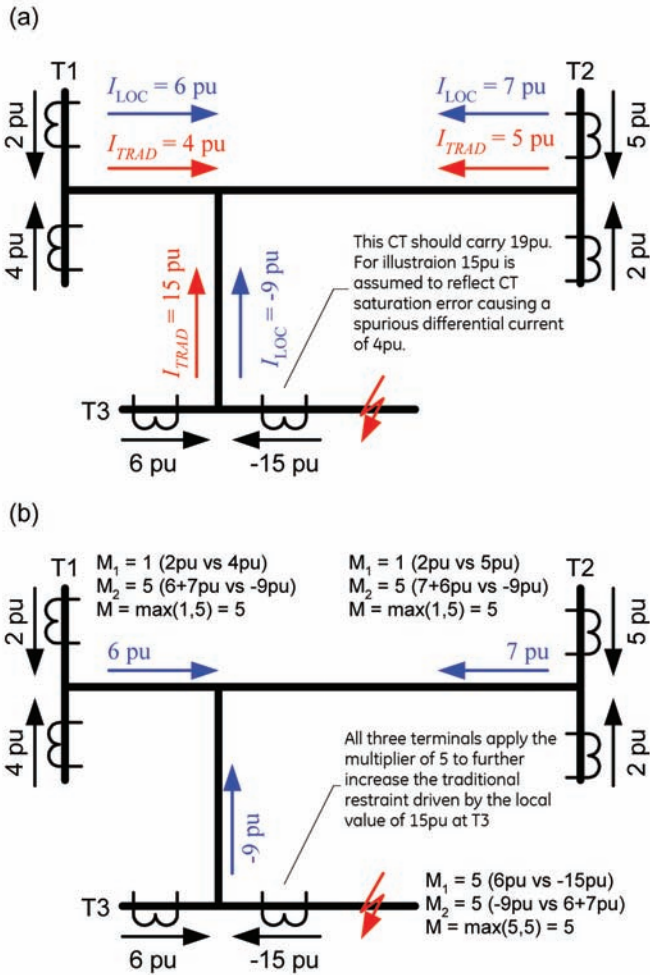 (a)
T1
T2
I_LOC = 6 pu
I_LOC = 7 pu
2 pu
5 pu
I_TRAD = 4 pu
I_TRAD = 5 pu
4 pu
2 pu
This CT should carry 19pu.
For illustraion 15pu is
assumed to reflect CT
saturation error causing a
spurious differential current
of 4pu.
I_TRAD = 15 pu
I_LOC = -9 pu
T3
6 pu
-15 pu
(b)
T1
M₁ = 1 (2pu vs 4pu)
M₂ = 5 (6+7pu vs -9pu)
M = max(1,5) = 5
M₁ = 1 (2pu vs 5pu)
M₂ = 5 (7+6pu vs -9pu)
M = max(1,5) = 5
T2
2 pu
5 pu
6 pu
7 pu
4 pu
2 pu
All three terminals apply the
multiplier of 5 to further
increase the traditional
restraint driven by the local
value of 15pu at T3
-9 pu
M₁ = 5 (6pu vs -15pu)
M₂ = 5 (-9pu vs 6+7pu)
M = max(5,5) = 5
T3
6 pu
-15 pu